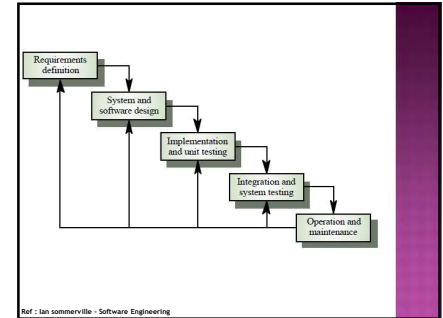 Requirements
definition
System and
software design
Implementation
and unit testing
Integration and
system testing
Operation and
maintenance
Ref : Ian sommerville - Software Engineering